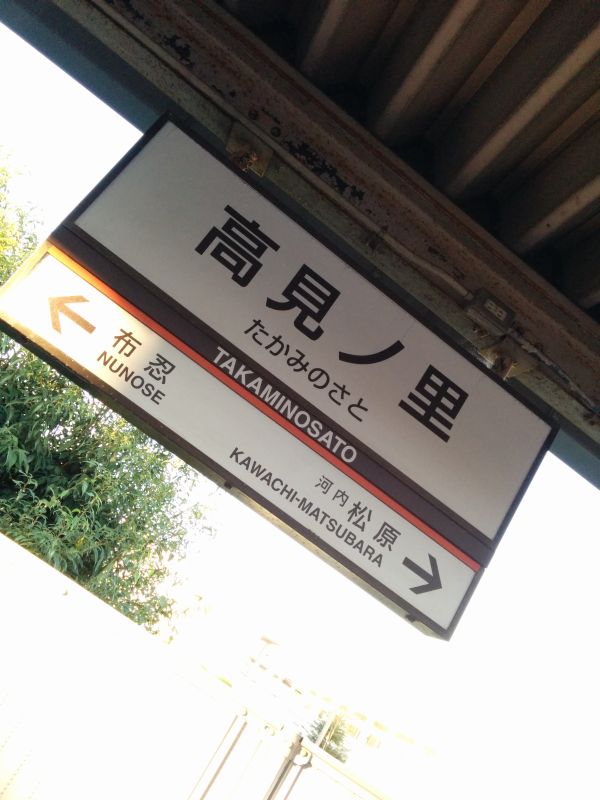 高見ノ里
たかみのさと
TAKAMINOSATO
布忍
NUNOSE
河内松原
KAWACHI-MATSUBARA